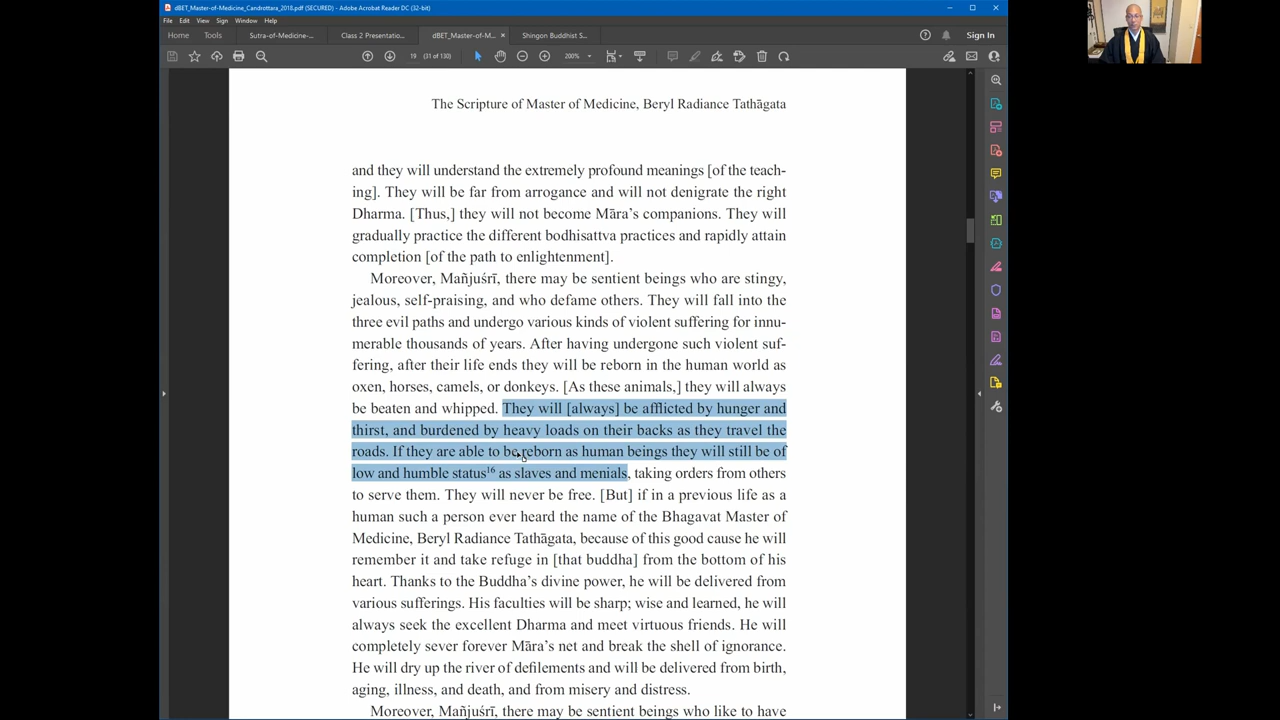 dBET_Master-of-Medicine_Candrottara_2018.pdf (SECURED) - Adobe Acrobat Reader DC (32-bit)
File Edit View Sign Window Help
Home Tools Sutra-of-Medicine-... Class 2 Presentatio... dBET_Master-of-M... × Shingon Buddhist S... Sign In
19 (31 of 130) 200%
The Scripture of Master of Medicine, Beryl Radiance Tathāgata
and they will understand the extremely profound meanings [of the teach-
ing]. They will be far from arrogance and will not denigrate the right
Dharma. [Thus,] they will not become Māra's companions. They will
gradually practice the different bodhisattva practices and rapidly attain
completion [of the path to enlightenment].
Moreover, Mañjuśrī, there may be sentient beings who are stingy,
jealous, self-praising, and who defame others. They will fall into the
three evil paths and undergo various kinds of violent suffering for innu-
merable thousands of years. After having undergone such violent suf-
fering, after their life ends they will be reborn in the human world as
oxen, horses, camels, or donkeys. [As these animals,] they will always
be beaten and whipped. They will [always] be afflicted by hunger and
thirst, and burdened by heavy loads on their backs as they travel the
roads. If they are able to be reborn as human beings they will still be of
low and humble status16 as slaves and menials, taking orders from others
to serve them. They will never be free. [But] if in a previous life as a
human such a person ever heard the name of the Bhagavat Master of
Medicine, Beryl Radiance Tathāgata, because of this good cause he will
remember it and take refuge in [that buddha] from the bottom of his
heart. Thanks to the Buddha's divine power, he will be delivered from
various sufferings. His faculties will be sharp; wise and learned, he will
always seek the excellent Dharma and meet virtuous friends. He will
completely sever forever Māra's net and break the shell of ignorance.
He will dry up the river of defilements and will be delivered from birth,
aging, illness, and death, and from misery and distress.
Moreover, Mañjuśrī, there may be sentient beings who like to have